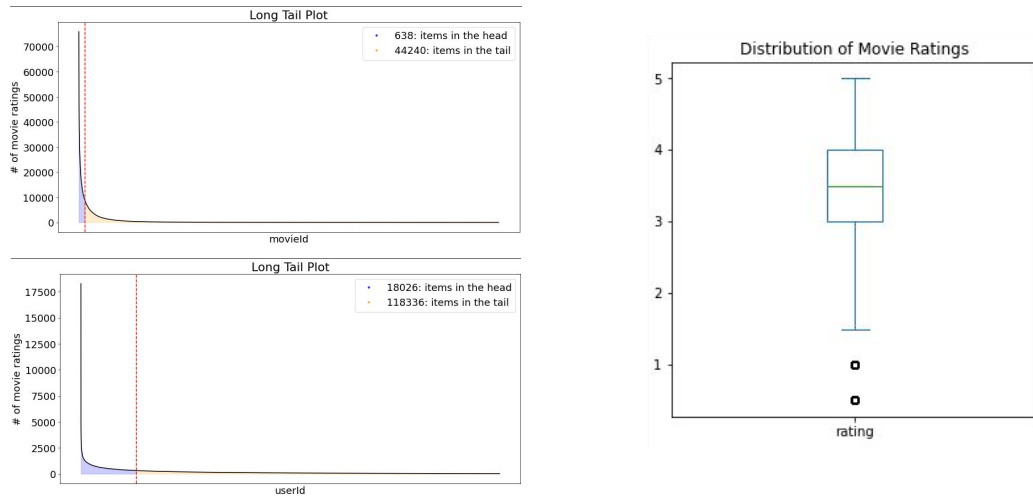 Long Tail Plot
638: items in the head
44240: items in the tail
70000
60000
50000
40000
30000
20000
10000
0
# of movie ratings
movieId
Long Tail Plot
18026: items in the head
118336: items in the tail
17500
15000
12500
10000
7500
5000
2500
0
# of movie ratings
userId
Distribution of Movie Ratings
5
4
3
2
1
rating